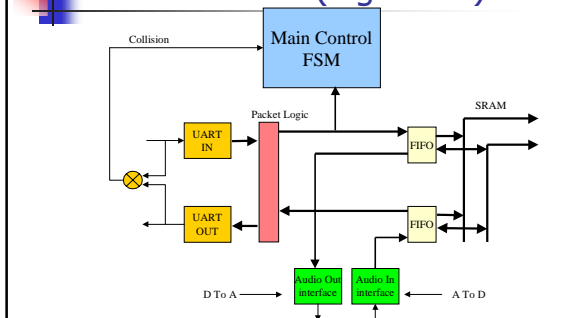 Collision
Main Control
FSM
Packet Logic
SRAM
UART
IN
FIFO
UART
OUT
FIFO
Audio Out
interface
Audio In
interface
D To A
A To D